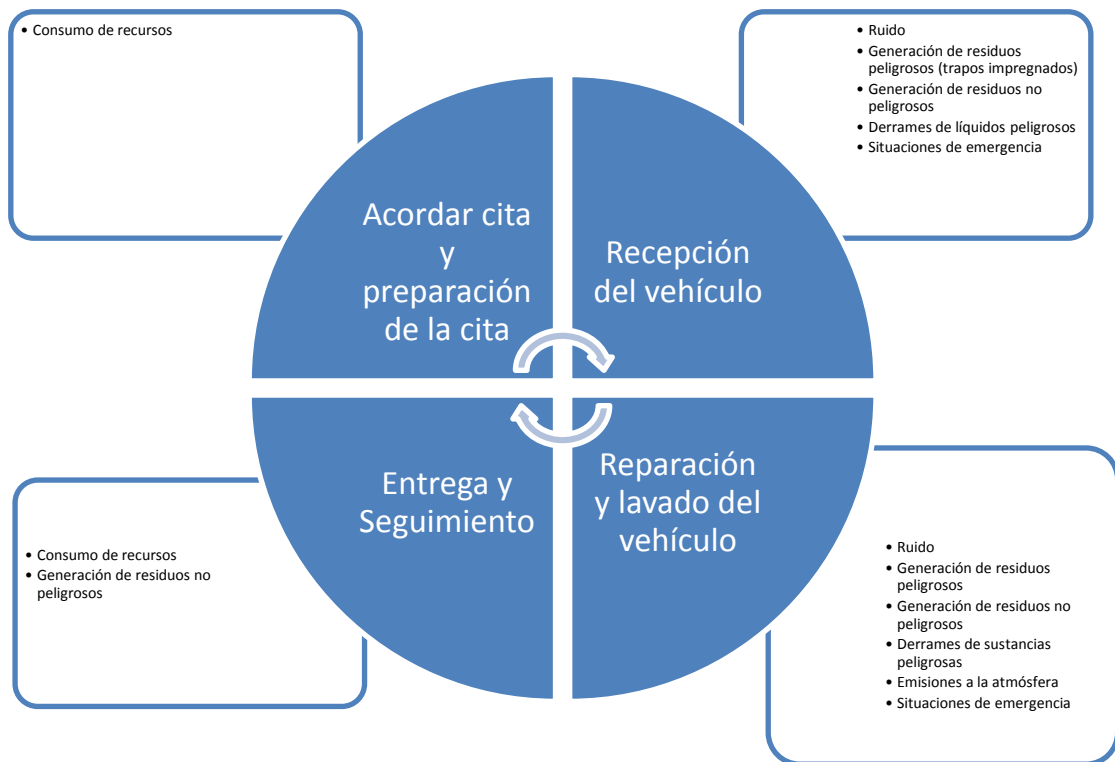 • Consumo de recursos
• Ruido
• Generación de residuos
peligrosos (trapos impregnados)
• Generación de residuos no
peligrosos
• Derrames de líquidos peligrosos
• Situaciones de emergencia
Acordar cita
y
preparación
de la cita
Recepción
del vehículo
Entrega y
Seguimiento
Reparación
y lavado del
vehículo
• Consumo de recursos
• Generación de residuos no
peligrosos
• Ruido
• Generación de residuos
peligrosos
• Generación de residuos no
peligrosos
• Derrames de sustancias
peligrosas
• Emisiones a la atmósfera
• Situaciones de emergencia